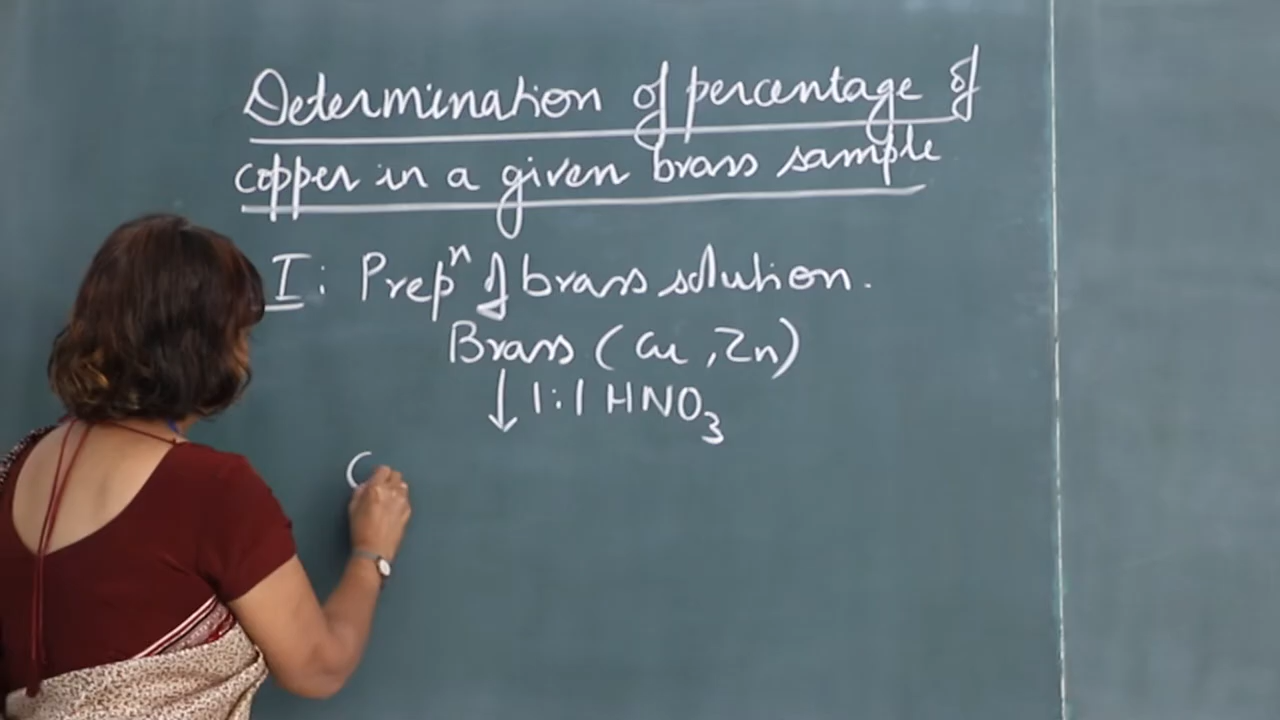 Determination of percentage of
copper in a given brass sample
I : Prepⁿ of brass solution.
Brass (Cu, Zn)
↓ 1:1 HNO₃
C